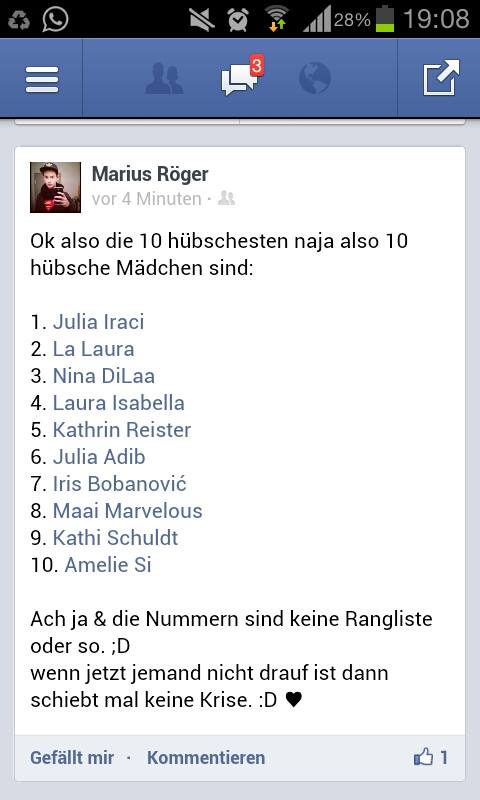 28% 19:08
3
Marius Röger
vor 4 Minuten ·
Ok also die 10 hübschesten naja also 10
hübsche Mädchen sind:
1. Julia Iraci
2. La Laura
3. Nina DiLaa
4. Laura Isabella
5. Kathrin Reister
6. Julia Adib
7. Iris Bobanović
8. Maai Marvelous
9. Kathi Schuldt
10. Amelie Si
Ach ja & die Nummern sind keine Rangliste
oder so. ;D
wenn jetzt jemand nicht drauf ist dann
schiebt mal keine Krise. :D ♥
Gefällt mir · Kommentieren 1